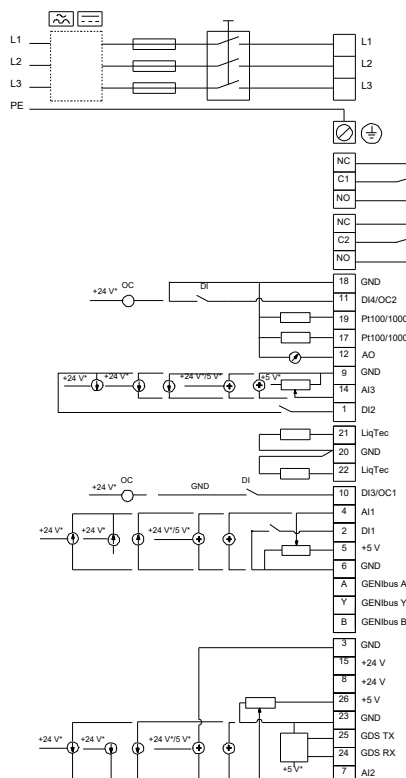 L1 L1
L2 L2
L3 L3
PE
NC
C1
NO
NC
C2
NO
18 GND
+24 V* OC DI 11 DI4/OC2
19 Pt100/1000
17 Pt100/1000
12 AO
9 GND
+24 V* +24 V* +24 V*/5 V* +5 V* 14 AI3
1 DI2
21 LiqTec
20 GND
22 LiqTec
+24 V* OC GND DI 10 DI3/OC1
4 AI1
+24 V* +24 V* +24 V*/5 V* 2 DI1
5 +5 V
6 GND
A GENIbus A
Y GENIbus Y
B GENIbus B
3 GND
15 +24 V
8 +24 V
26 +5 V
23 GND
25 GDS TX
+24 V* +24 V* +24 V*/5 V* 24 GDS RX
+5 V* 7 AI2